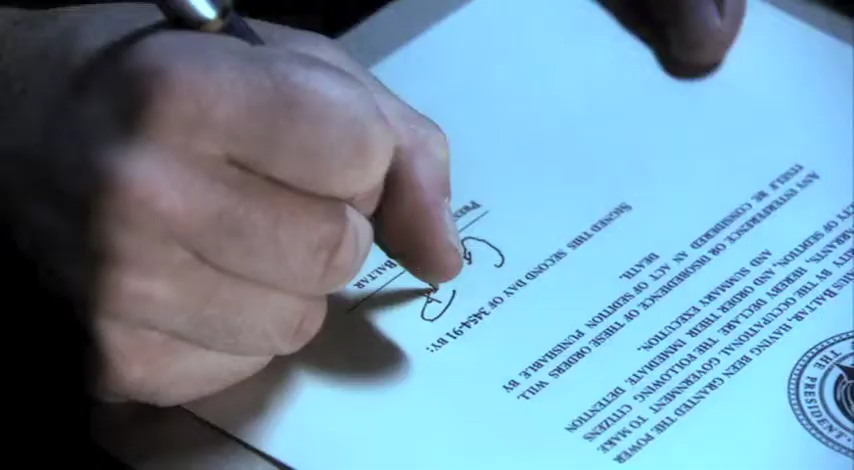 THE PRESIDENT
BALTAR, HAVING BEEN GRANTED THE POWER
BY THE OCCUPATIONAL GOVERNMENT TO MAKE
OF SEDITION, HEREBY DECLARE THE FOLLOWING CITIZENS
AND ORDER THEIR IMMEDIATE DETENTION
AND SUMMARY EXECUTION.
ANY INTERFERENCE OR DISOBEDIENCE OF THESE ORDERS WILL
ITSELF BE CONSIDERED AN ACT OF SEDITION PUNISHABLE BY
DEATH.
SIGNED THIS SECOND DAY OF 3454-91 BY:
BALTAR